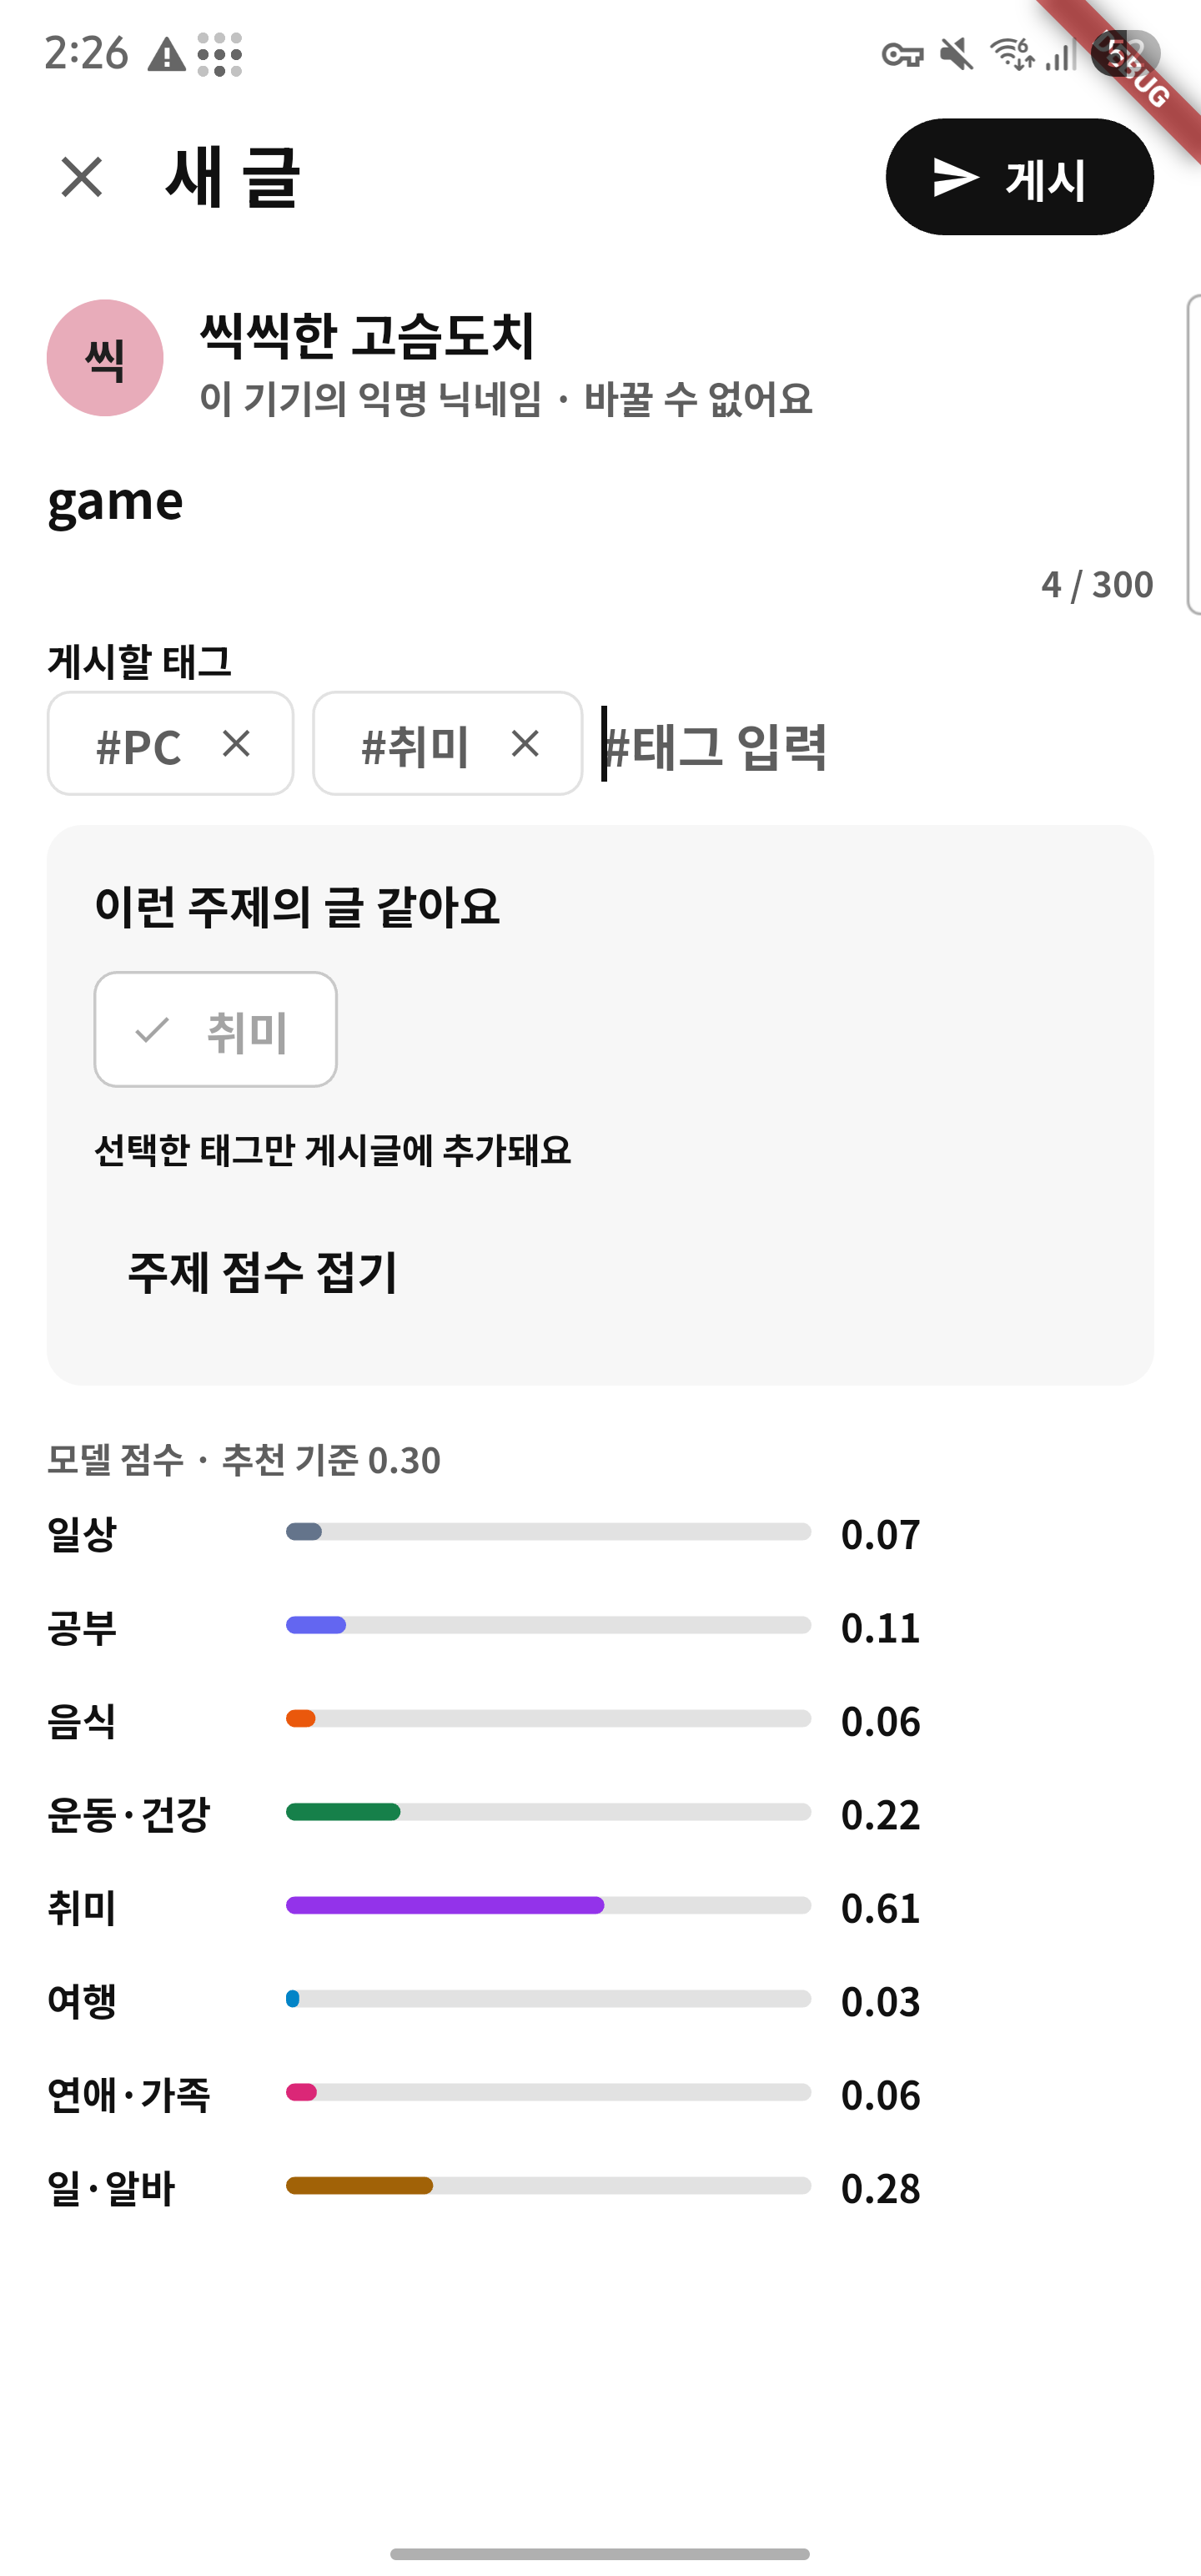 2:26
새 글
게시
씩
씩씩한 고슴도치
이 기기의 익명 닉네임 · 바꿀 수 없어요
game
4 / 300
게시할 태그
#PC #취미 #태그 입력
이런 주제의 글 같아요
취미
선택한 태그만 게시글에 추가돼요
주제 점수 접기
모델 점수 · 추천 기준 0.30
일상 0.07
공부 0.11
음식 0.06
운동·건강 0.22
취미 0.61
여행 0.03
연애·가족 0.06
일·알바 0.28